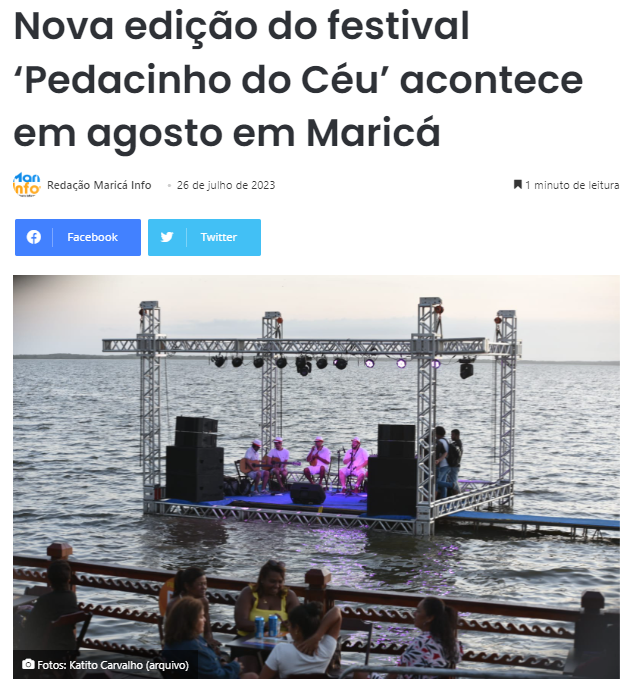 Nova edição do festival
‘Pedacinho do Céu’ acontece
em agosto em Maricá
Redação Maricá Info
26 de julho de 2023
1 minuto de leitura
Facebook
Twitter
Fotos: Katito Carvalho (arquivo)